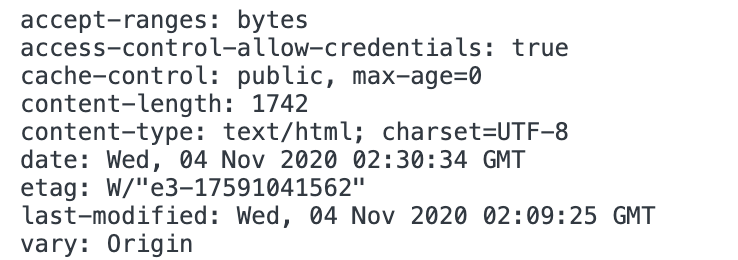 accept-ranges: bytes
access-control-allow-credentials: true
cache-control: public, max-age=0
content-length: 1742
content-type: text/html; charset=UTF-8
date: Wed, 04 Nov 2020 02:30:34 GMT
etag: W/"e3-17591041562"
last-modified: Wed, 04 Nov 2020 02:09:25 GMT
vary: Origin